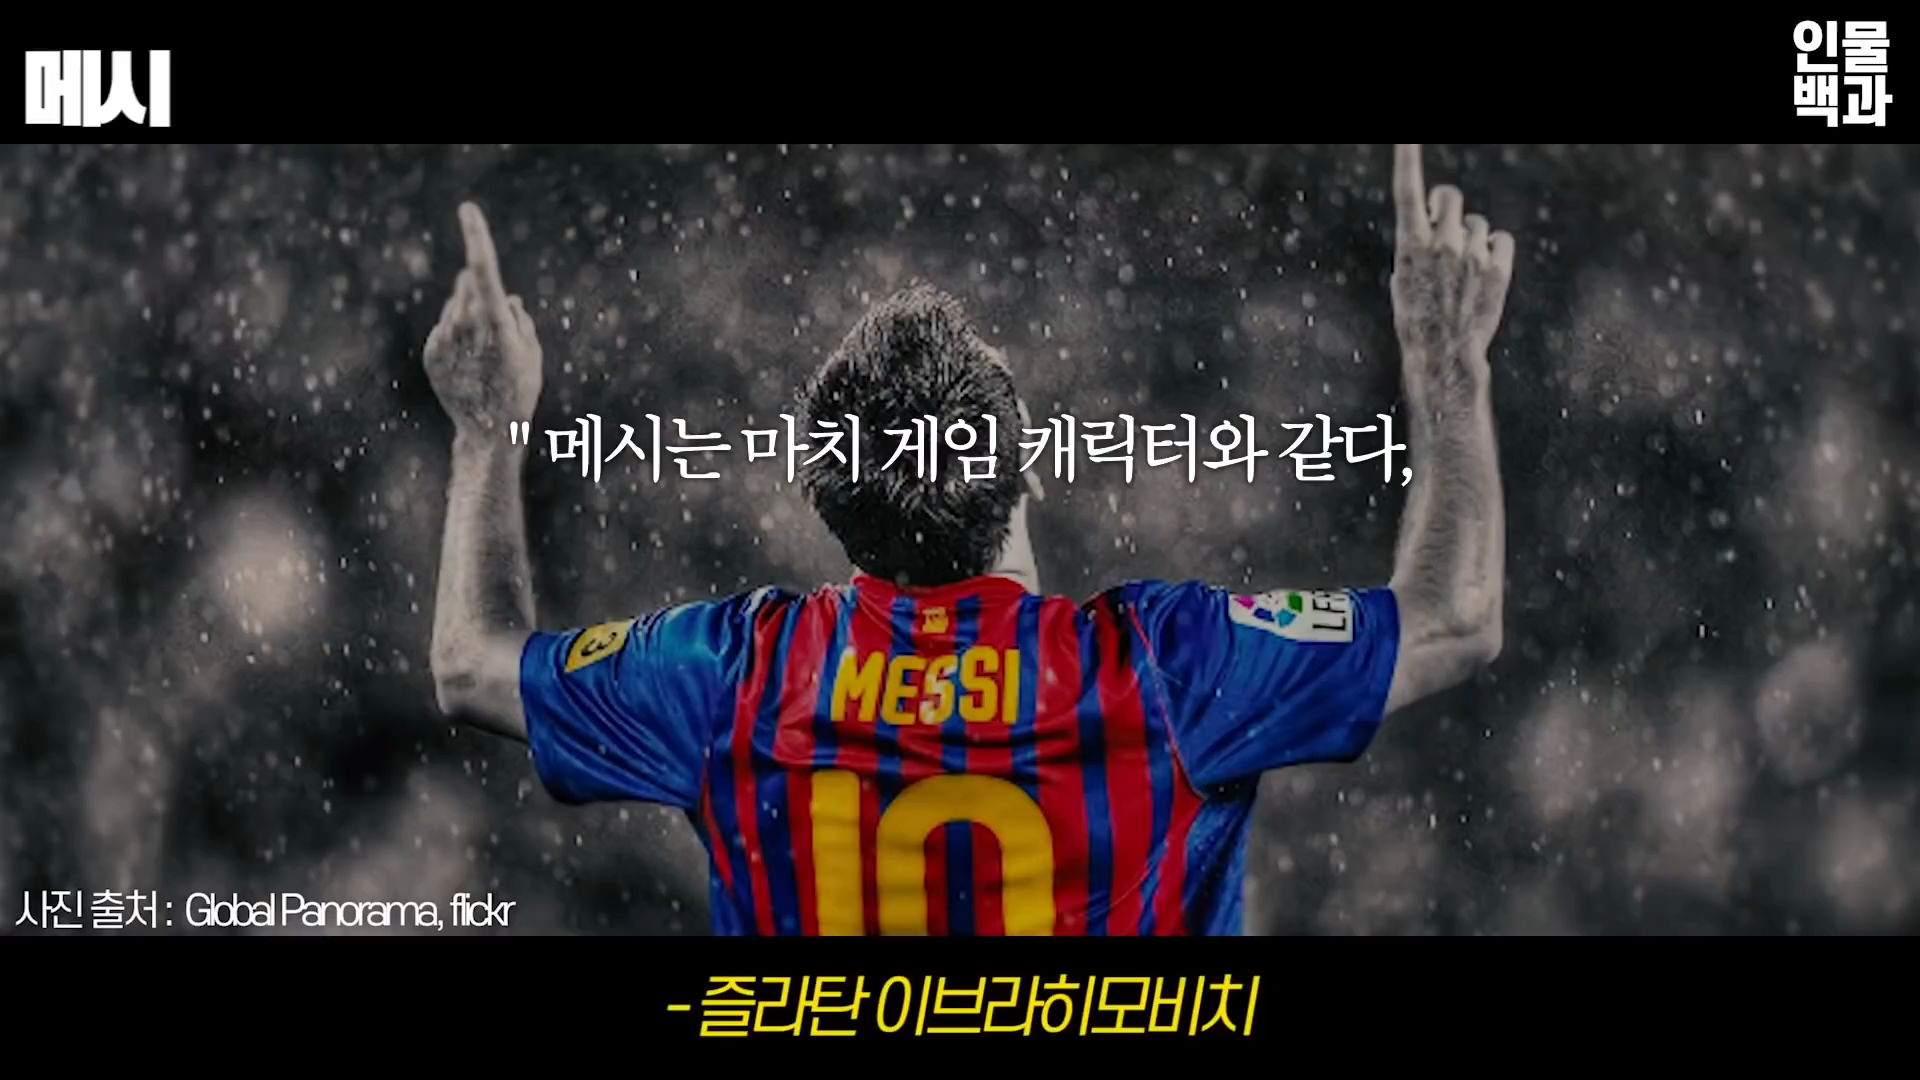 메시
인물
백과
" 메시는 마치 게임 캐릭터와 같다,
3
LFP
MESSI
10
사진 출처 : Global Panorama, flickr
- 즐라탄 이브라히모비치